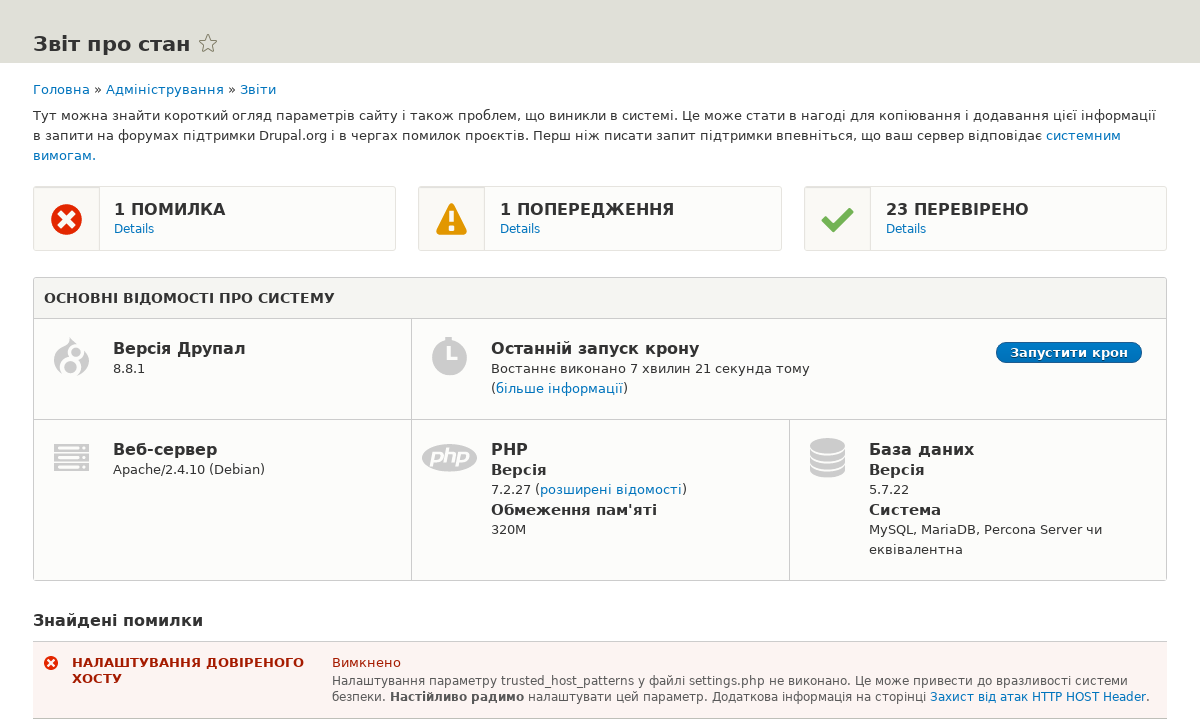 Звіт про стан
Головна » Адміністрування » Звіти
Тут можна знайти короткий огляд параметрів сайту і також проблем, що виникли в системі. Це може стати в нагоді для копіювання і додавання цієї інформації
в запити на форумах підтримки Drupal.org і в чергах помилок проєктів. Перш ніж писати запит підтримки впевніться, що ваш сервер відповідає системним
вимогам.
1 ПОМИЛКА
Details
1 ПОПЕРЕДЖЕННЯ
Details
23 ПЕРЕВІРЕНО
Details
ОСНОВНІ ВІДОМОСТІ ПРО СИСТЕМУ
Версія Друпал
8.8.1
Останній запуск крону
Востаннє виконано 7 хвилин 21 секунда тому
(більше інформації)
Запустити крон
Веб-сервер
Apache/2.4.10 (Debian)
php
PHP
Версія
7.2.27 (розширені відомості)
Обмеження пам'яті
320M
База даних
Версія
5.7.22
Система
MySQL, MariaDB, Percona Server чи
еквівалентна
Знайдені помилки
НАЛАШТУВАННЯ ДОВІРЕНОГО
ХОСТУ
Вимкнено
Налаштування параметру trusted_host_patterns у файлі settings.php не виконано. Це може привести до вразливості системи
безпеки. Настійливо радимо налаштувати цей параметр. Додаткова інформація на сторінці Захист від атак HTTP HOST Header.